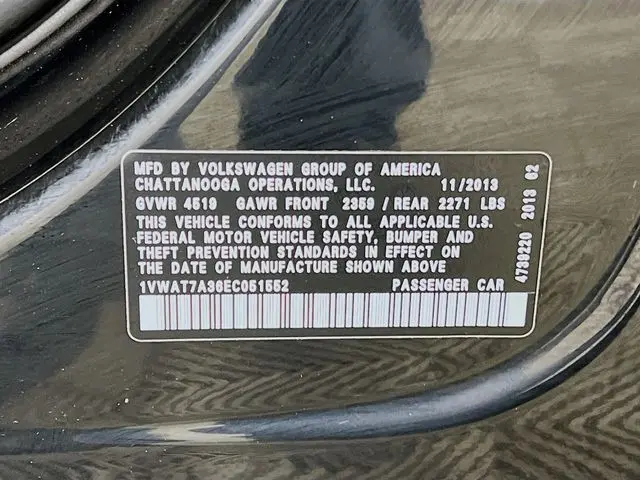 MFD BY VOLKSWAGEN GROUP OF AMERICA
CHATTANOOGA OPERATIONS, LLC. 11/2013
GVWR 4519 GAWR FRONT 2359 / REAR 2271 LBS
THIS VEHICLE CONFORMS TO ALL APPLICABLE U.S.
FEDERAL MOTOR VEHICLE SAFETY, BUMPER AND
THEFT PREVENTION STANDARDS IN EFFECT ON
THE DATE OF MANUFACTURE SHOWN ABOVE
1VWAT7A36EC051552 PASSENGER CAR
4739220 2013 02